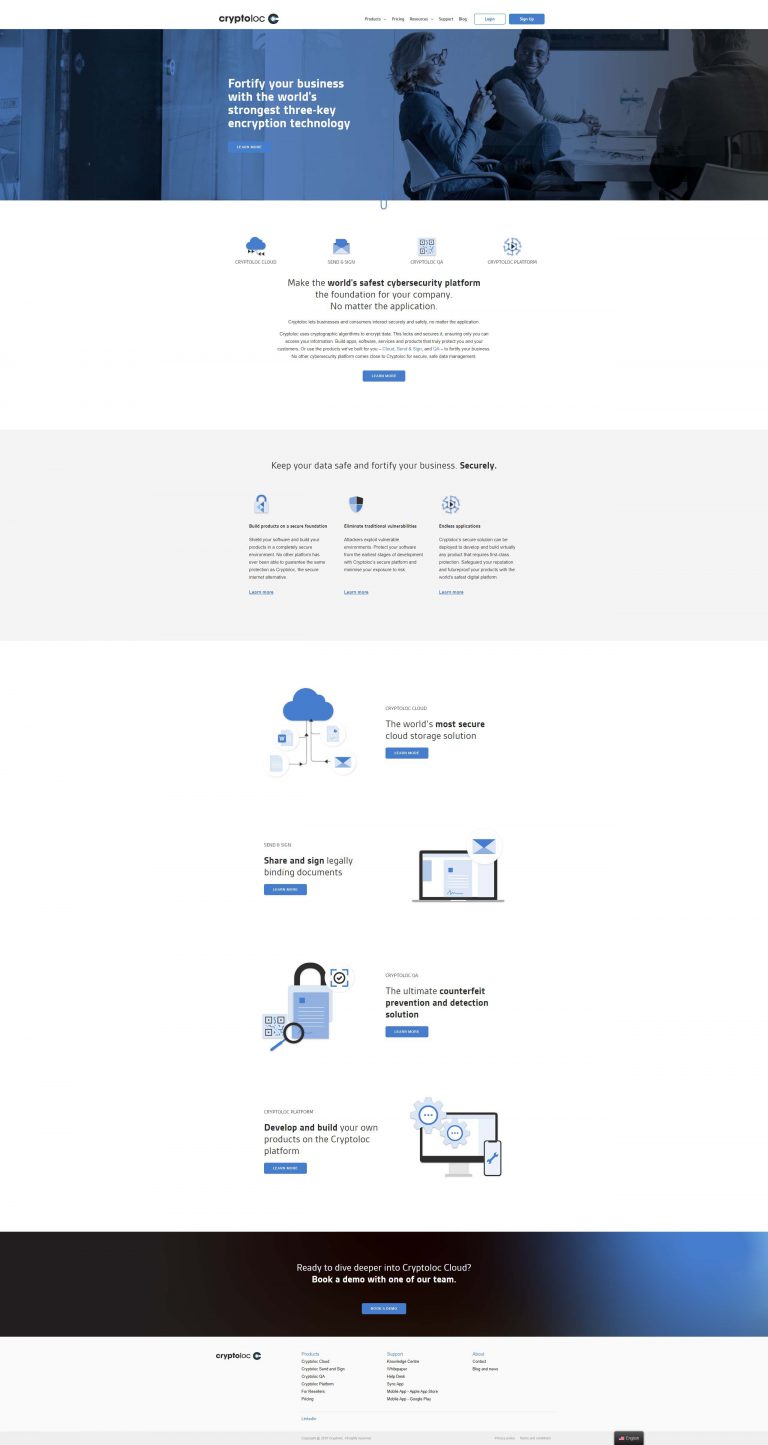 cryptoloc
Products Pricing Resources Support Blog Login Sign Up
Fortify your business
with the world's
strongest three-key
encryption technology
LEARN MORE
CRYPTOLOC CLOUD SEND & SIGN CRYPTOLOC QA CRYPTOLOC PLATFORM
Make the world's safest cybersecurity platform
the foundation for your company.
No matter the application.
Cryptoloc lets businesses and consumers interact securely and safely, no matter the application.
Cryptoloc uses cryptographic algorithms to encrypt data. This locks and secures it, ensuring only you can
access your information. Build apps, software, services and products that truly protect you and your
customers. Or use the products we've built for you – Cloud, Send & Sign, and QA – to fortify your business.
No other cybersecurity platform comes close to Cryptoloc for secure, safe data management.
LEARN MORE
Keep your data safe and fortify your business. Securely.
Build products on a secure foundation
Shield your software and build your
products in a completely secure
environment. No other platform has
ever been able to guarantee the same
protection as Cryptoloc, the secure
internet alternative.
Learn more
Eliminate traditional vulnerabilities
Attackers exploit vulnerable
environments. Protect your software
from the earliest stages of development
with Cryptoloc's secure platform and
minimise your exposure to risk.
Learn more
Endless applications
Cryptoloc's secure solution can be
deployed to develop and build virtually
any product that requires first-class
protection. Safeguard your reputation
and futureproof your products with the
world's safest digital platform.
Learn more
CRYPTOLOC CLOUD
The world's most secure
cloud storage solution
LEARN MORE
SEND & SIGN
Share and sign legally
binding documents
LEARN MORE
CRYPTOLOC QA
The ultimate counterfeit
prevention and detection
solution
LEARN MORE
CRYPTOLOC PLATFORM
Develop and build your own
products on the Cryptoloc
platform
LEARN MORE
Ready to dive deeper into Cryptoloc Cloud?
Book a demo with one of our team.
BOOK A DEMO
cryptoloc
Products
Cryptoloc Cloud
Cryptoloc Send and Sign
Cryptoloc QA
Cryptoloc Platform
For Resellers
Pricing
Support
Knowledge Centre
Whitepaper
Help Desk
Sync App
Mobile App - Apple App Store
Mobile App - Google Play
About
Contact
Blog and news
LinkedIn
Privacy policy Terms and conditions
English